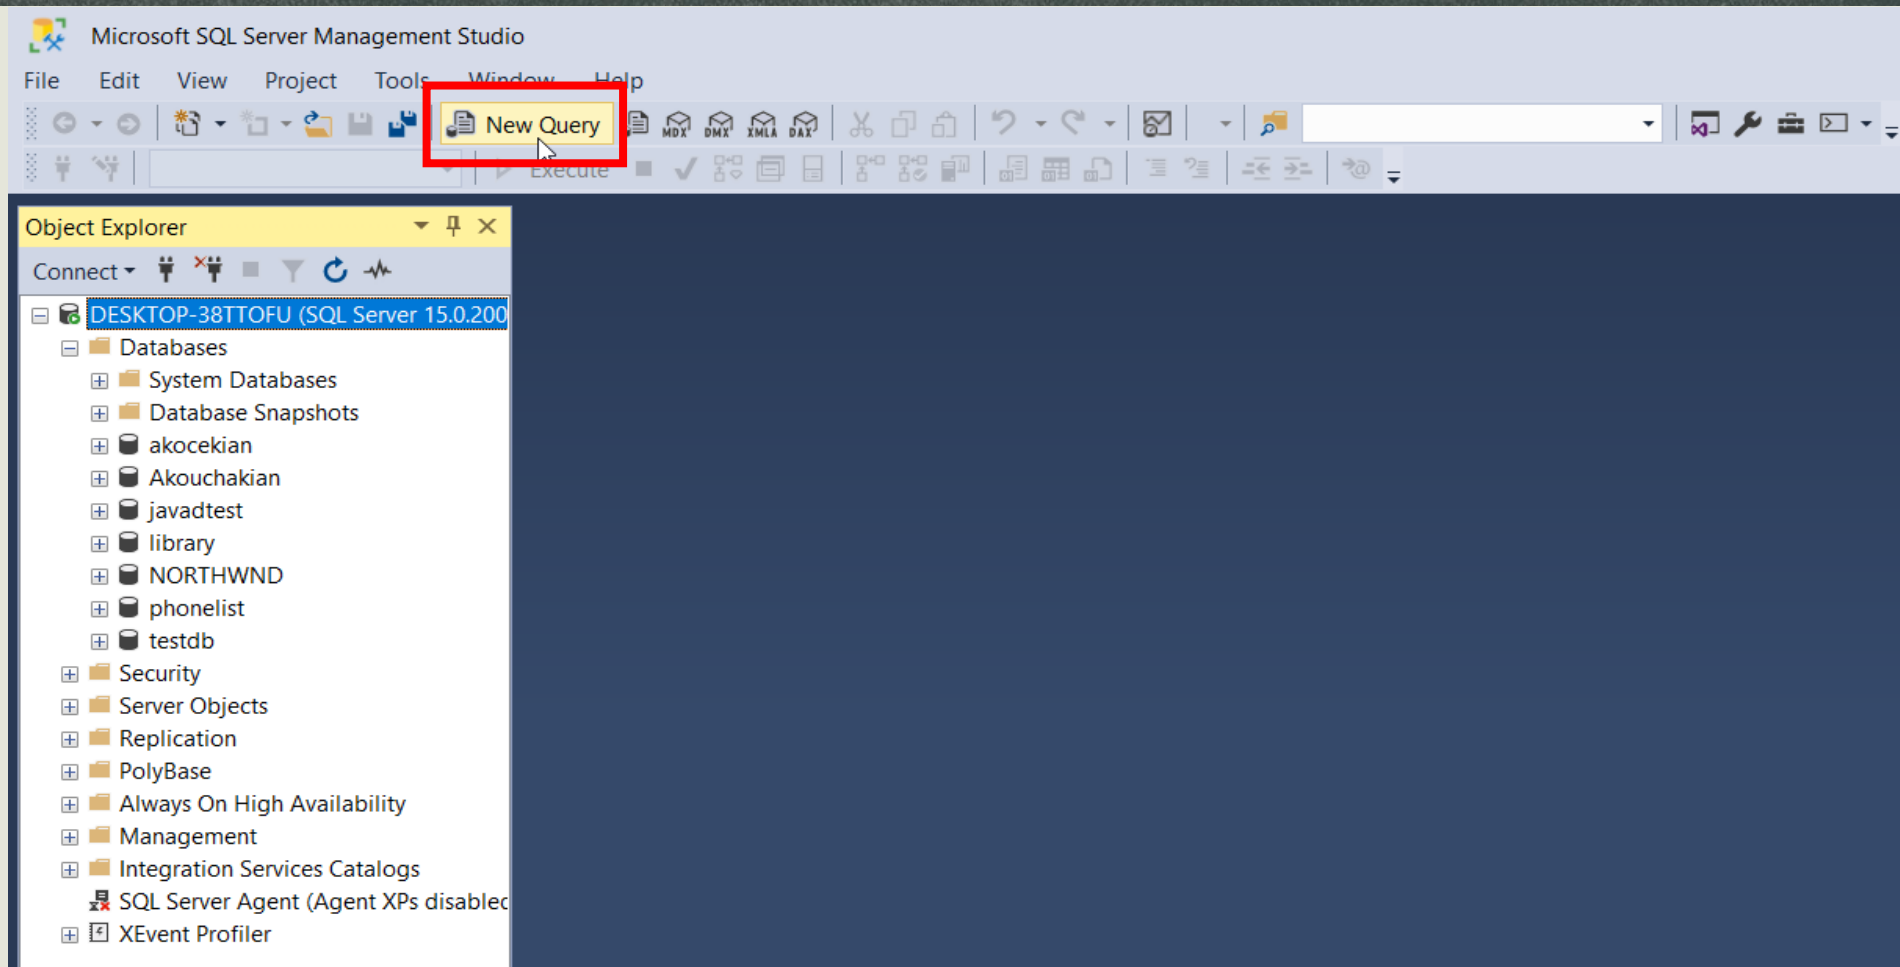 Microsoft SQL Server Management Studio
File Edit View Project Tools Window Help
New Query MDX DMX XMLA DAX
Execute
Object Explorer
Connect
DESKTOP-38TTOFU (SQL Server 15.0.200
Databases
System Databases
Database Snapshots
akocekian
Akouchakian
javadtest
library
NORTHWND
phonelist
testdb
Security
Server Objects
Replication
PolyBase
Always On High Availability
Management
Integration Services Catalogs
SQL Server Agent (Agent XPs disabled
XEvent Profiler